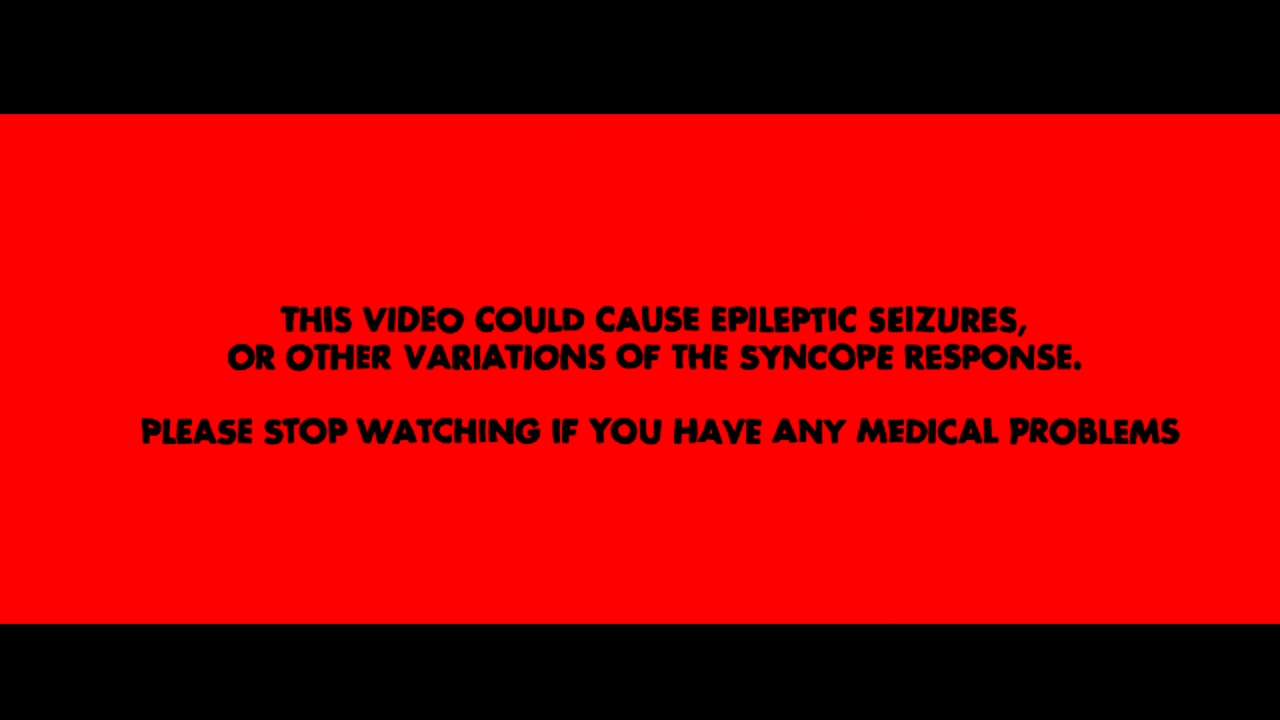 THIS VIDEO COULD CAUSE EPILEPTIC SEIZURES,
OR OTHER VARIATIONS OF THE SYNCOPE RESPONSE.
PLEASE STOP WATCHING IF YOU HAVE ANY MEDICAL PROBLEMS